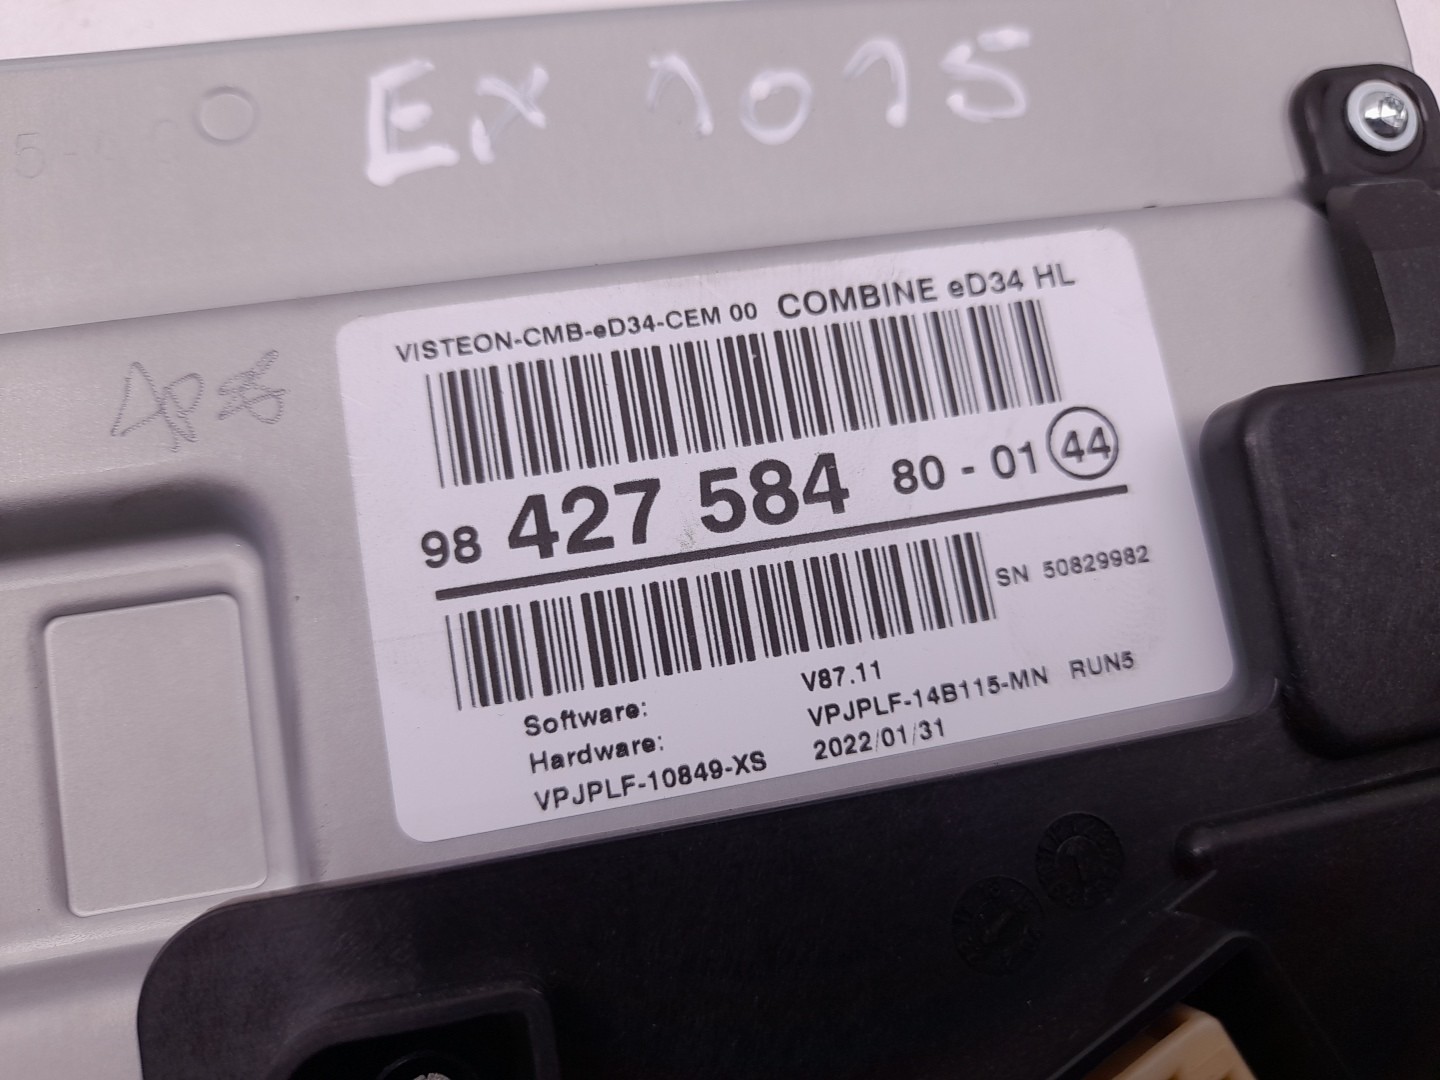 Ex 1015
VISTEON-CMB-eD34-CEM 00 COMBINE eD34 HL
98 427 584 80 - 01 44
SN 50829982
Software: V87.11
Hardware: VPJPLF-14B115-MN RUN5
VPJPLF-10849-XS 2022/01/31